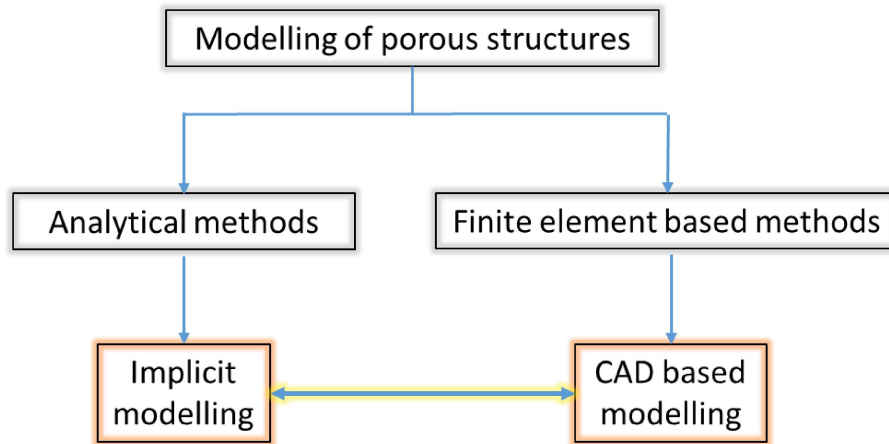 Modelling of porous structures
Analytical methods
Finite element based methods
Implicit
modelling
CAD based
modelling